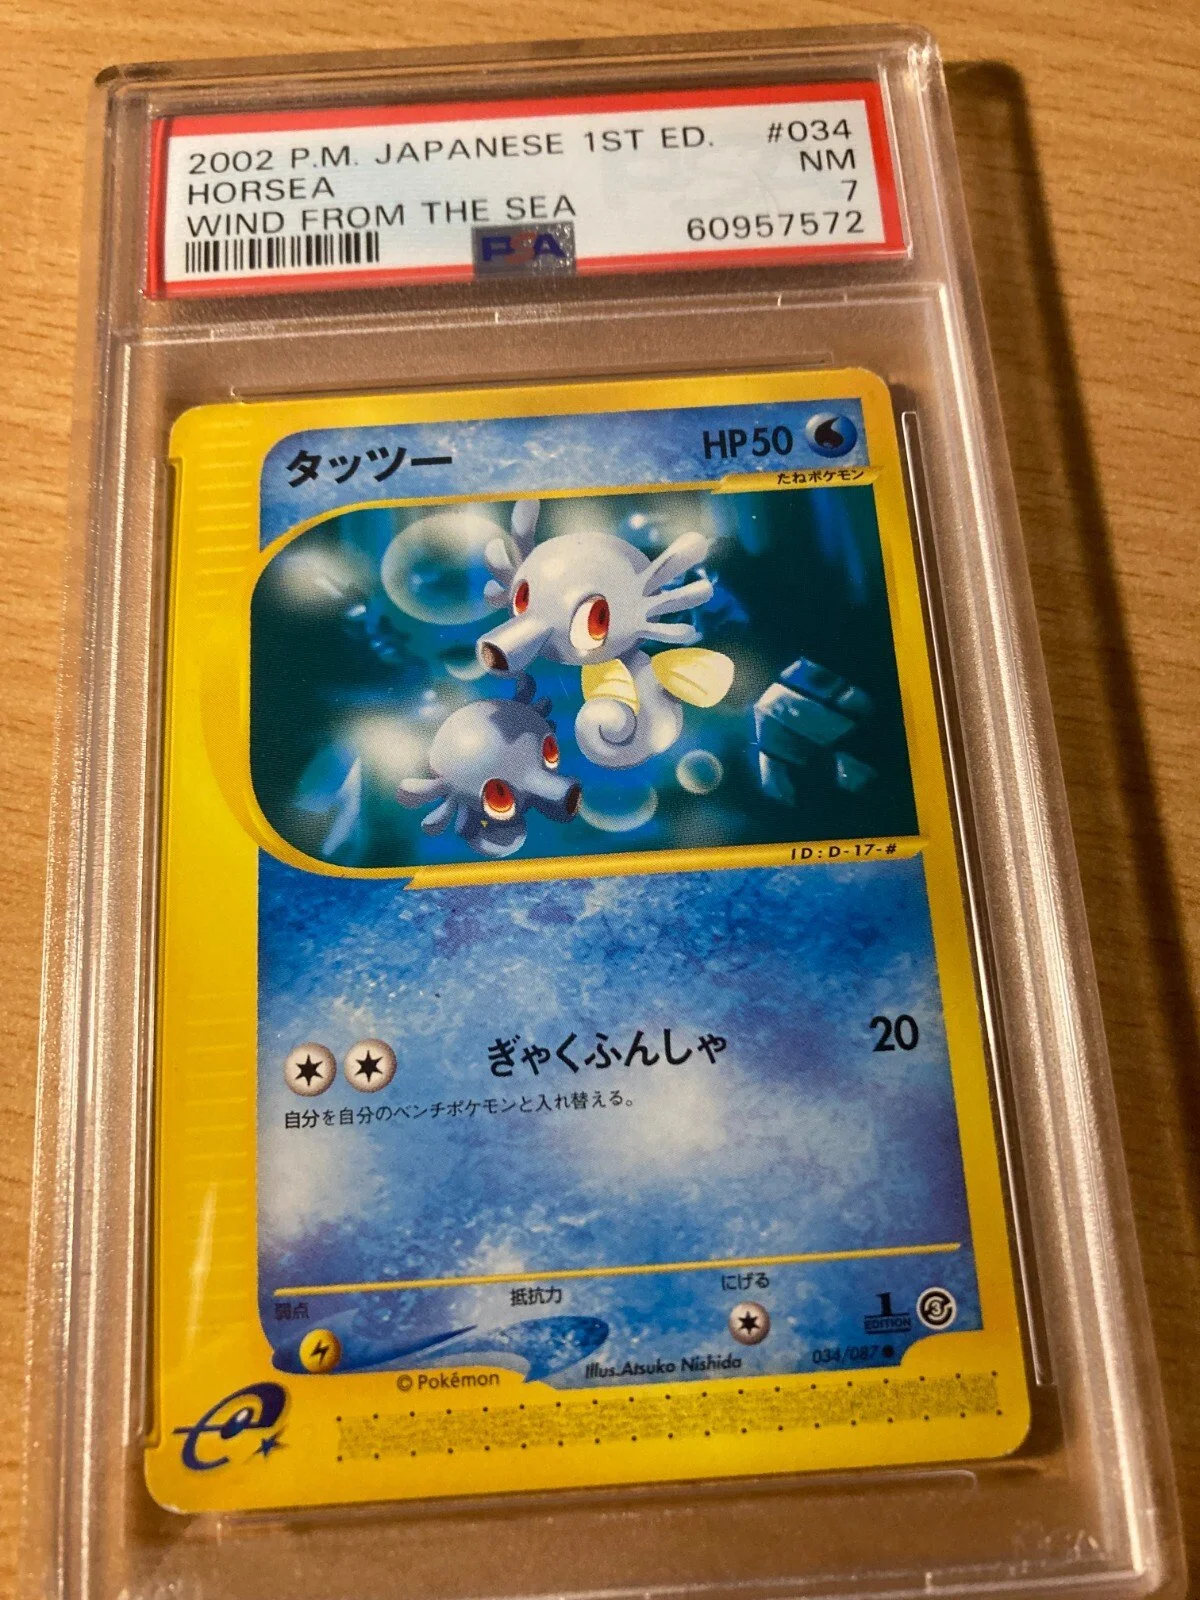 2002 P.M. JAPANESE 1ST ED. #034
HORSEA NM
WIND FROM THE SEA 7
PSA 60957572
タッツー HP50
たねポケモン
ID:D-17-#
ぎゃくふんしゃ 20
自分を自分のベンチポケモンと入れ替える。
弱点 抵抗力 にげる
1 EDITION 3
Illus.Atsuko Nishida 034/087 ●
©Pokémon
e